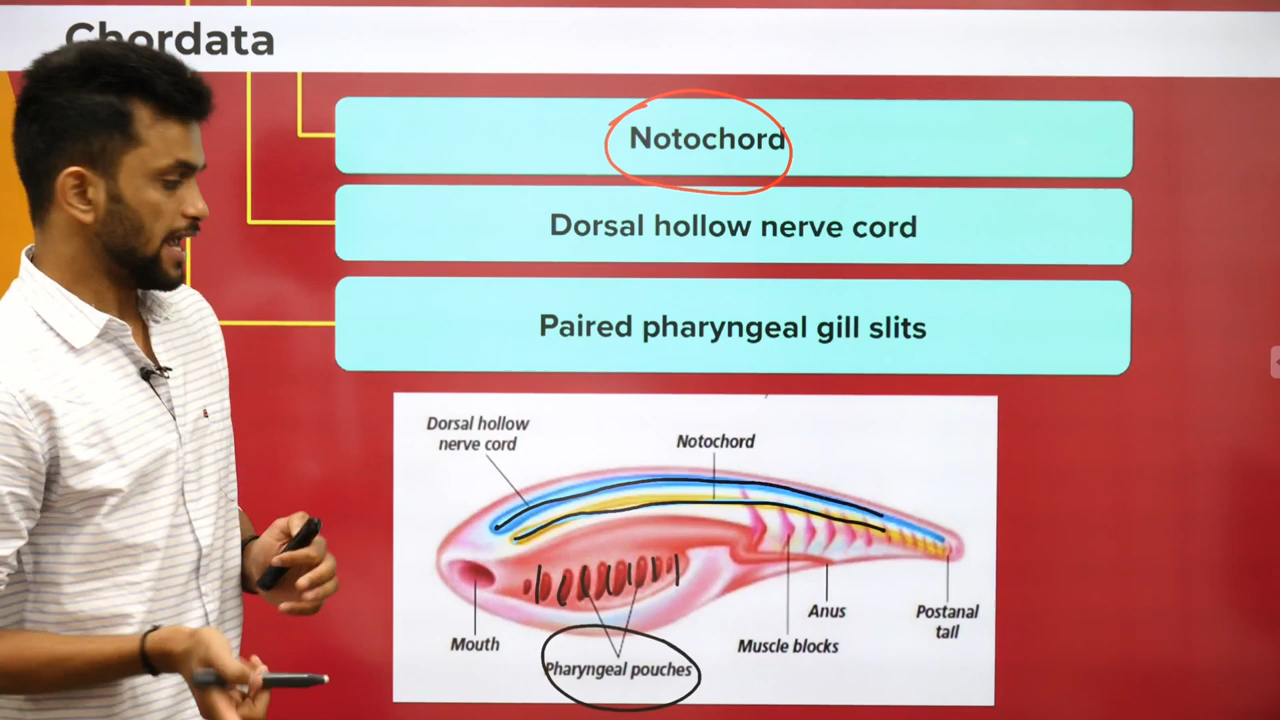 Chordata
Notochord
Dorsal hollow nerve cord
Paired pharyngeal gill slits
Dorsal hollow
nerve cord
Notochord
Mouth
Pharyngeal pouches
Muscle blocks
Anus
Postanal
tail